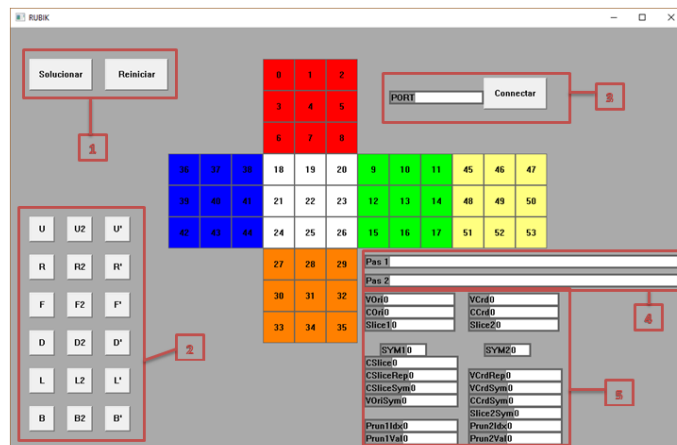 RUBIK
Solucionar Reiniciar
1
PORT Connectar
3
0 1 2
3 4 5
6 7 8
36 37 38 18 19 20 9 10 11 45 46 47
39 40 41 21 22 23 12 13 14 48 49 50
42 43 44 24 25 26 15 16 17 51 52 53
27 28 29
30 31 32
33 34 35
U U2 U'
R R2 R'
F F2 F'
D D2 D'
L L2 L'
B B2 B'
2
Pas 1
Pas 2
4
VOri0 VCrd0
COri0 CCrd0
Slice10 Slice20
SYM10 SYM20
CSlice0
CSliceRep0 VCrdRep0
CSliceSym0 VCrdSym0
VOriSym0 CCrdSym0
Slice2Sym0
Prun1Idx0 Prun2Idx0
Prun1Val0 Prun2Val0
5